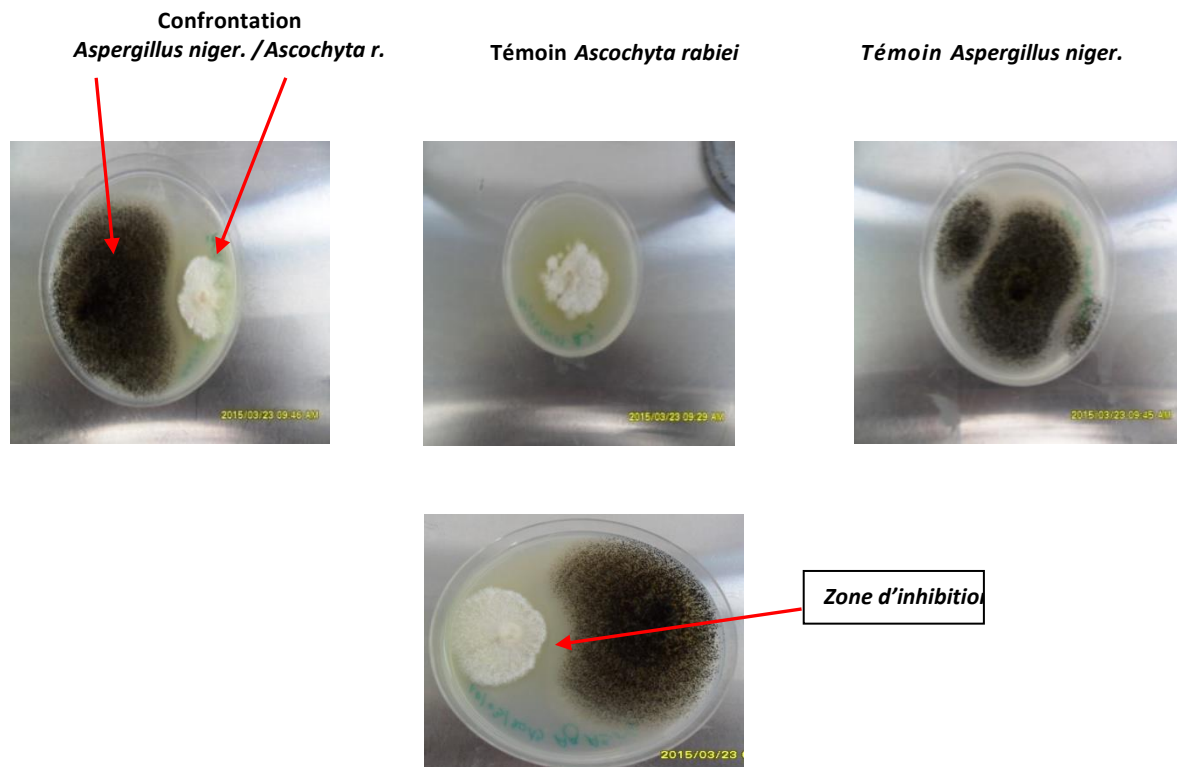 Confrontation
Aspergillus niger. /Ascochyta r.
Témoin Ascochyta rabiei
Témoin Aspergillus niger.
2015/03/23 09:46 AM
2015/03/23 09:29 AM
2015/03/23 09:45 AM
Zone d'inhibitio
2015/03/23